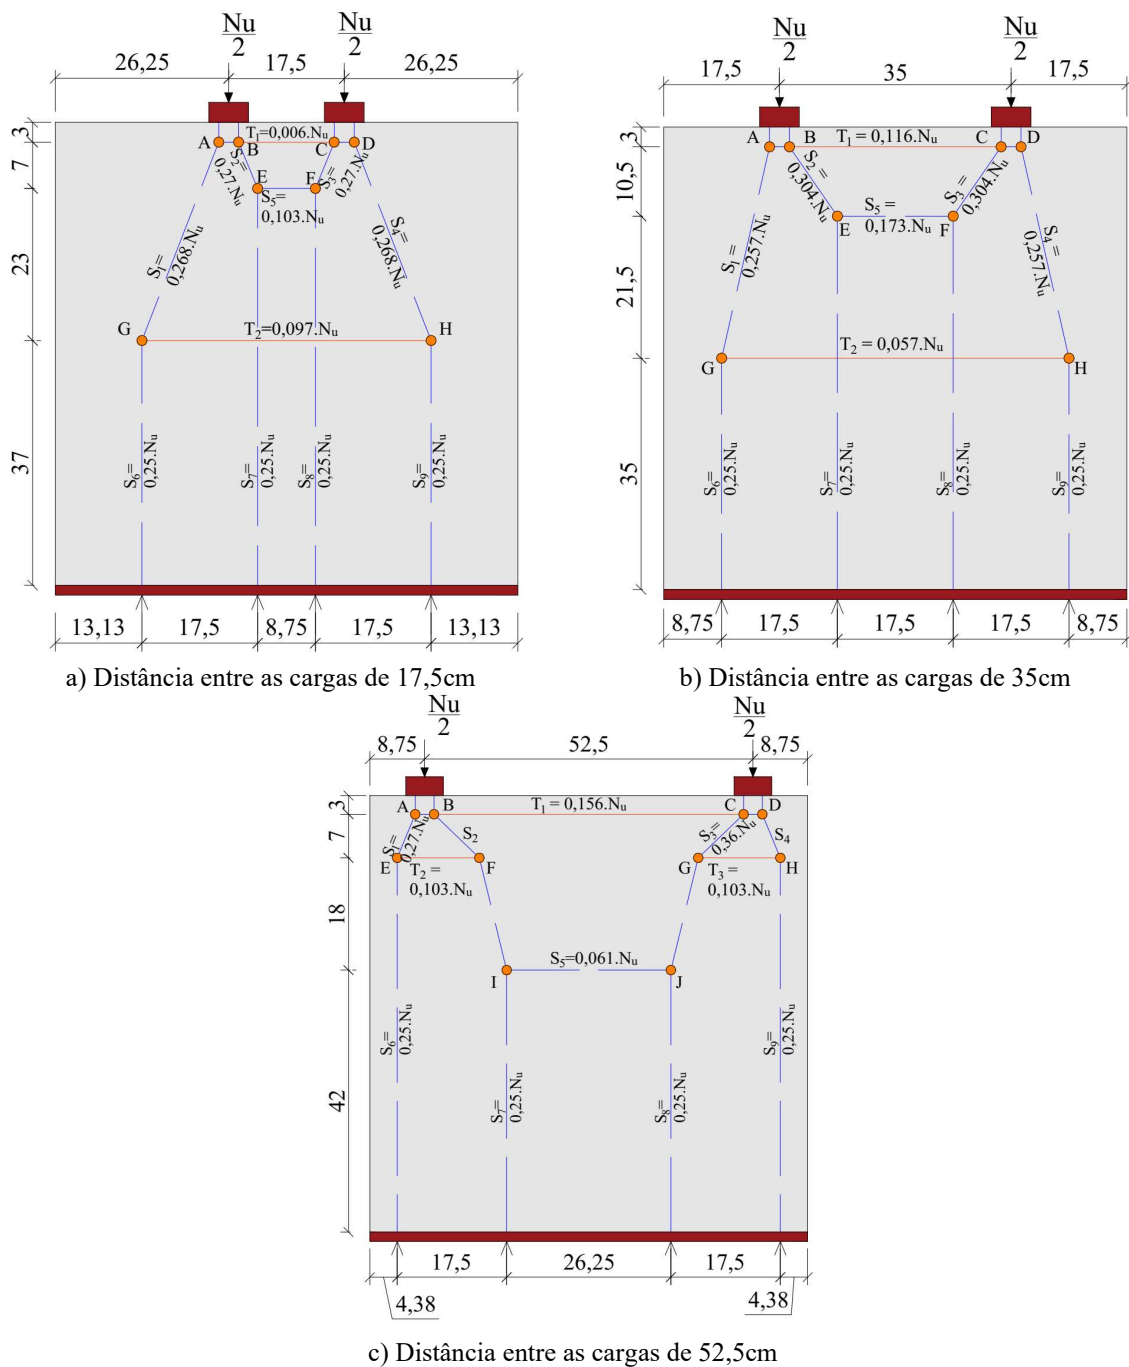 Nu
2
Nu
2
26,25
17,5
26,25
3
7
23
37
A
B
C
D
T1=0,006.Nu
S2=
0,27.Nu
S3=
0,27.Nu
E
F
S5=
0,103.Nu
S1=
0,268.Nu
S4=
0,268.Nu
G
H
T2=0,097.Nu
S6=
0,25.Nu
S7=
0,25.Nu
S8=
0,25.Nu
S9=
0,25.Nu
13,13
17,5
8,75
17,5
13,13
a) Distância entre as cargas de 17,5cm
Nu
2
Nu
2
17,5
35
17,5
3
10,5
21,5
35
A
B
C
D
T1 = 0,116.Nu
S2 =
0,304.Nu
S3 =
0,304.Nu
S5 =
0,173.Nu
E
F
S1 =
0,257.Nu
S4 =
0,257.Nu
T2 = 0,057.Nu
G
H
S6=
0,25.Nu
S7=
0,25.Nu
S8=
0,25.Nu
S9=
0,25.Nu
8,75
17,5
17,5
17,5
8,75
b) Distância entre as cargas de 35cm
Nu
2
Nu
2
8,75
52,5
8,75
3
7
18
42
A
B
C
D
T1 = 0,156.Nu
S1=
0,27.Nu
S2
S3=
0,36.Nu
S4
E
F
G
H
T2=
0,103.Nu
T3=
0,103.Nu
S5=0,061.Nu
I
J
S6=
0,25.Nu
S7=
0,25.Nu
S8=
0,25.Nu
S9=
0,25.Nu
17,5
26,25
17,5
4,38
4,38
c) Distância entre as cargas de 52,5cm